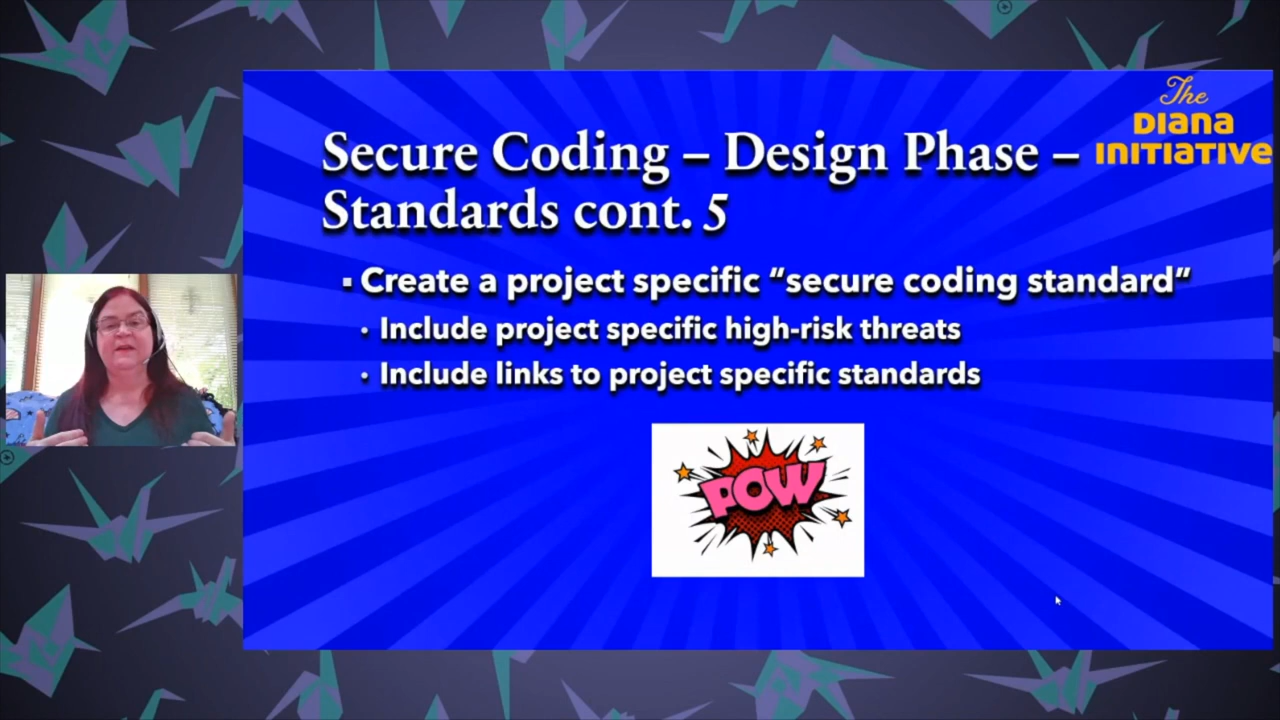 The
DIANA
INITIATIVE
Secure Coding – Design Phase –
Standards cont. 5
▪ Create a project specific “secure coding standard”
• Include project specific high-risk threats
• Include links to project specific standards
POW